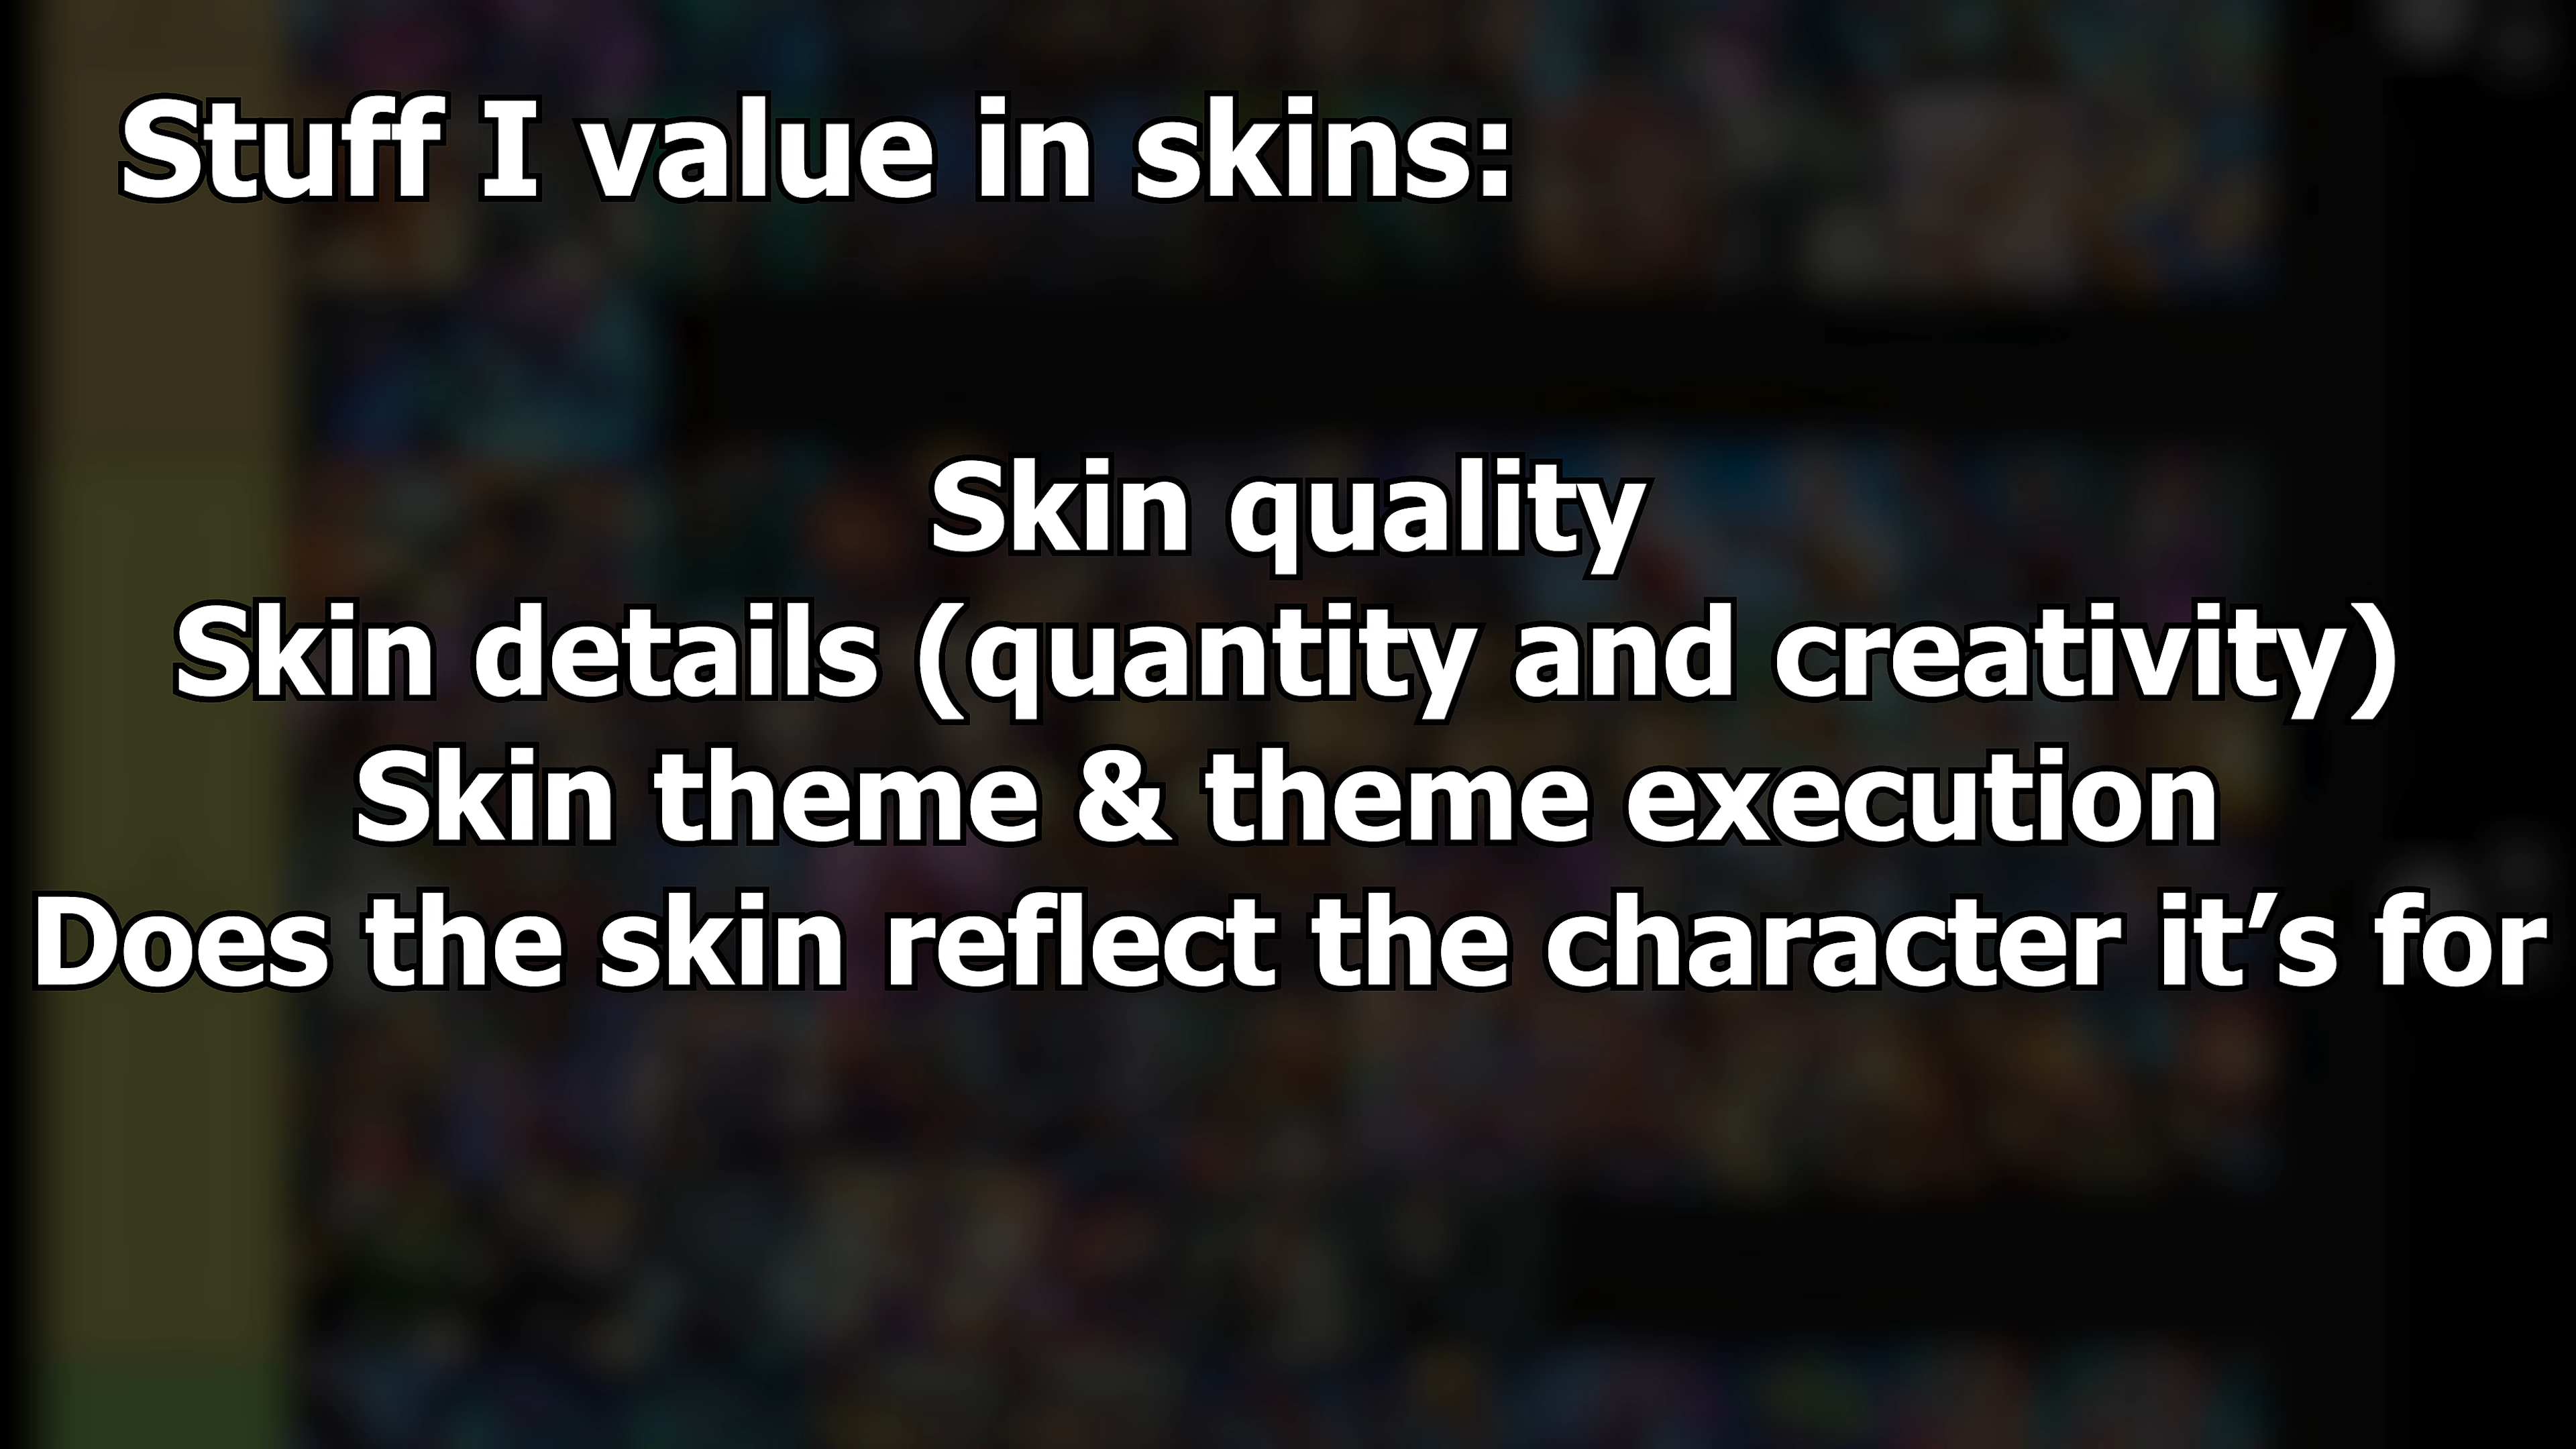 Stuff I value in skins:
Skin quality
Skin details (quantity and creativity)
Skin theme & theme execution
Does the skin reflect the character it’s for